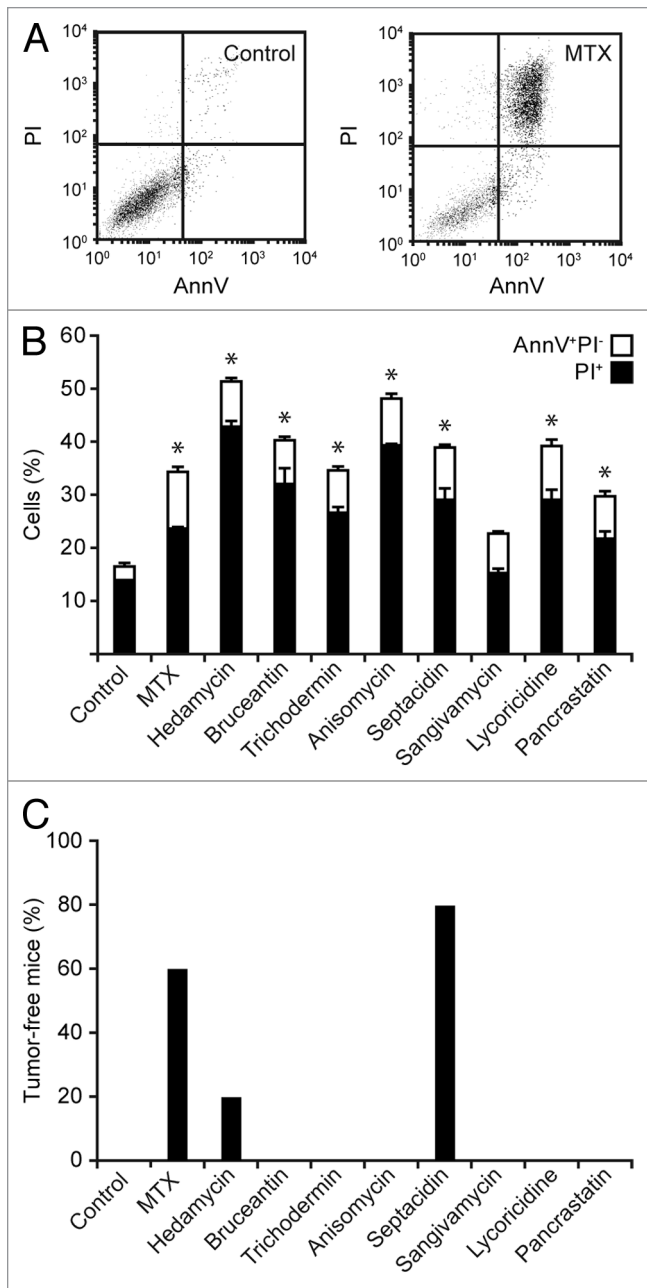 A
Control
PI
10⁴
10³
10²
10¹
10⁰
10⁰ 10¹ 10² 10³ 10⁴
AnnV
MTX
PI
10⁴
10³
10²
10¹
10⁰
10⁰ 10¹ 10² 10³ 10⁴
AnnV
B
AnnV⁺PI⁻
PI⁺
Cells (%)
60
50
40
30
20
10
* * * * * * * *
Control
MTX
Hedamycin
Bruceantin
Trichodermin
Anisomycin
Septacidin
Sangivamycin
Lycoricidine
Pancrastatin
C
Tumor-free mice (%)
100
80
60
40
20
0
Control
MTX
Hedamycin
Bruceantin
Trichodermin
Anisomycin
Septacidin
Sangivamycin
Lycoricidine
Pancrastatin